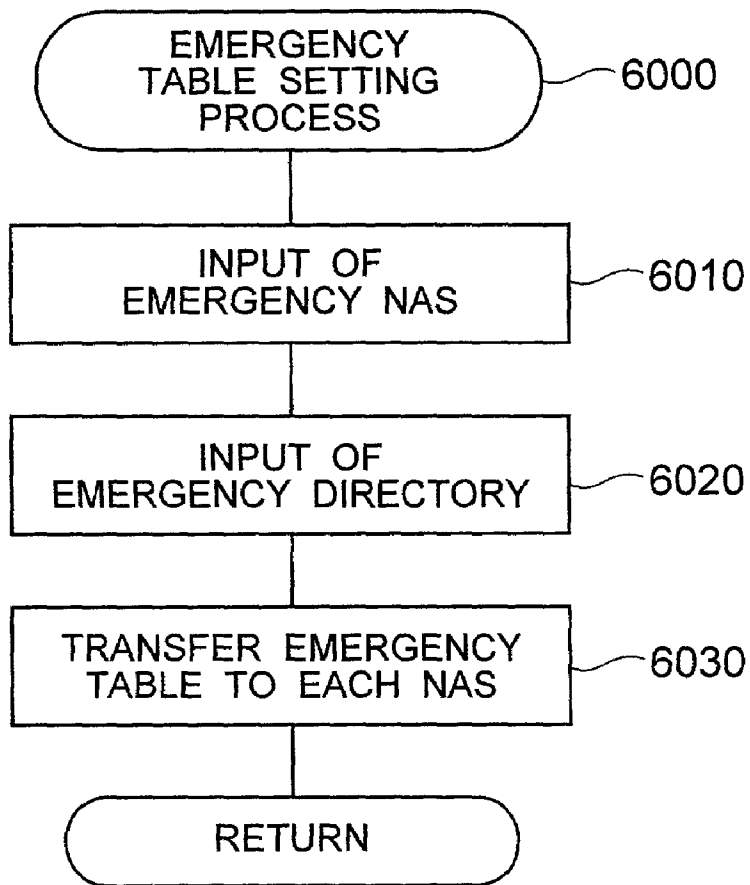 EMERGENCY
TABLE SETTING
PROCESS
6000
INPUT OF
EMERGENCY NAS
6010
INPUT OF
EMERGENCY DIRECTORY
6020
TRANSFER EMERGENCY
TABLE TO EACH NAS
6030
RETURN